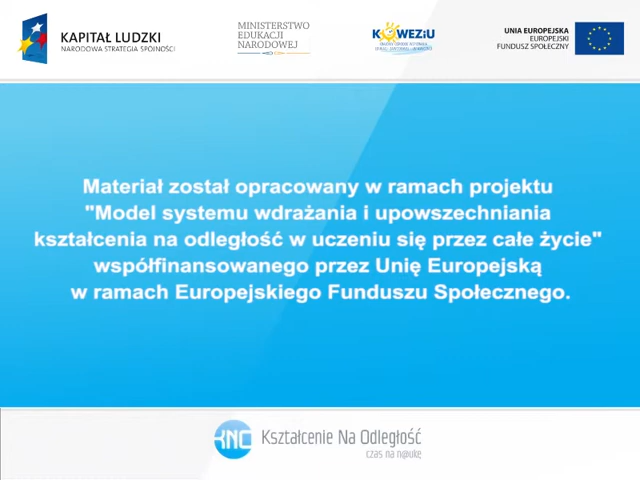 KAPITAŁ LUDZKI
NARODOWA STRATEGIA SPÓJNOŚCI
MINISTERSTWO
EDUKACJI
NARODOWEJ
KOWEZiU
UNIA EUROPEJSKA
EUROPEJSKI
FUNDUSZ SPOŁECZNY
Materiał został opracowany w ramach projektu
"Model systemu wdrażania i upowszechniania
kształcenia na odległość w uczeniu się przez całe życie"
współfinansowanego przez Unię Europejską
w ramach Europejskiego Funduszu Społecznego.
KNO Kształcenie Na Odległość
czas na n@ukę